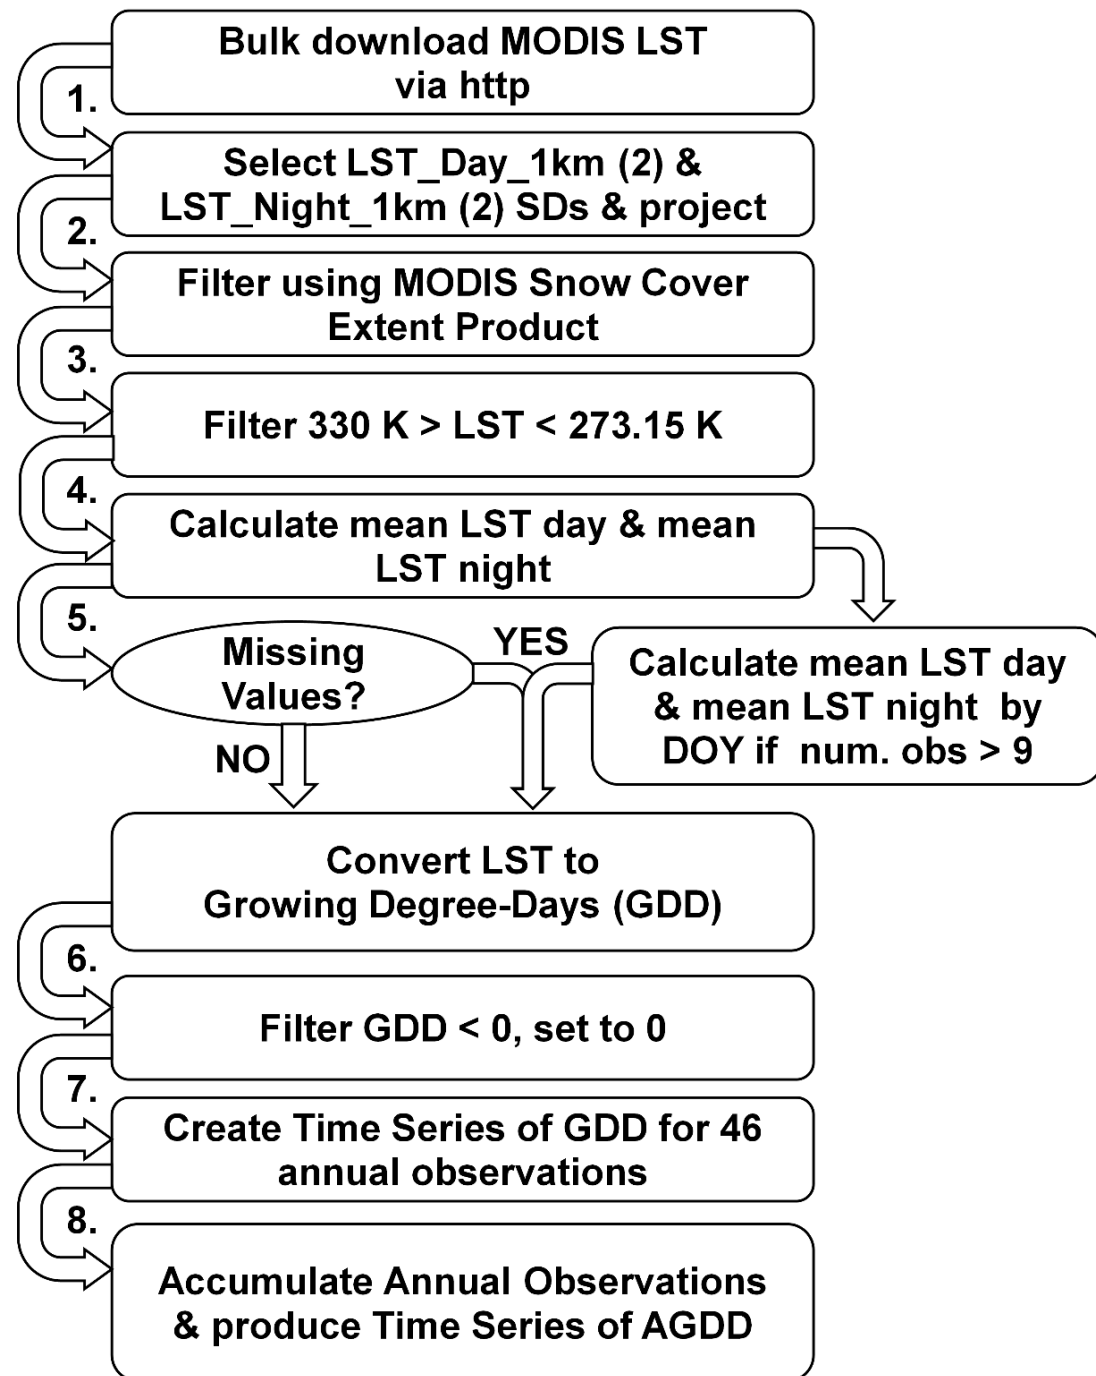 Bulk download MODIS LST
via http
1.
Select LST_Day_1km (2) &
LST_Night_1km (2) SDs & project
2.
Filter using MODIS Snow Cover
Extent Product
3.
Filter 330 K > LST < 273.15 K
4.
Calculate mean LST day & mean
LST night
5.
Missing
Values?
YES
Calculate mean LST day
& mean LST night by
DOY if num. obs > 9
NO
Convert LST to
Growing Degree-Days (GDD)
6.
Filter GDD < 0, set to 0
7.
Create Time Series of GDD for 46
annual observations
8.
Accumulate Annual Observations
& produce Time Series of AGDD